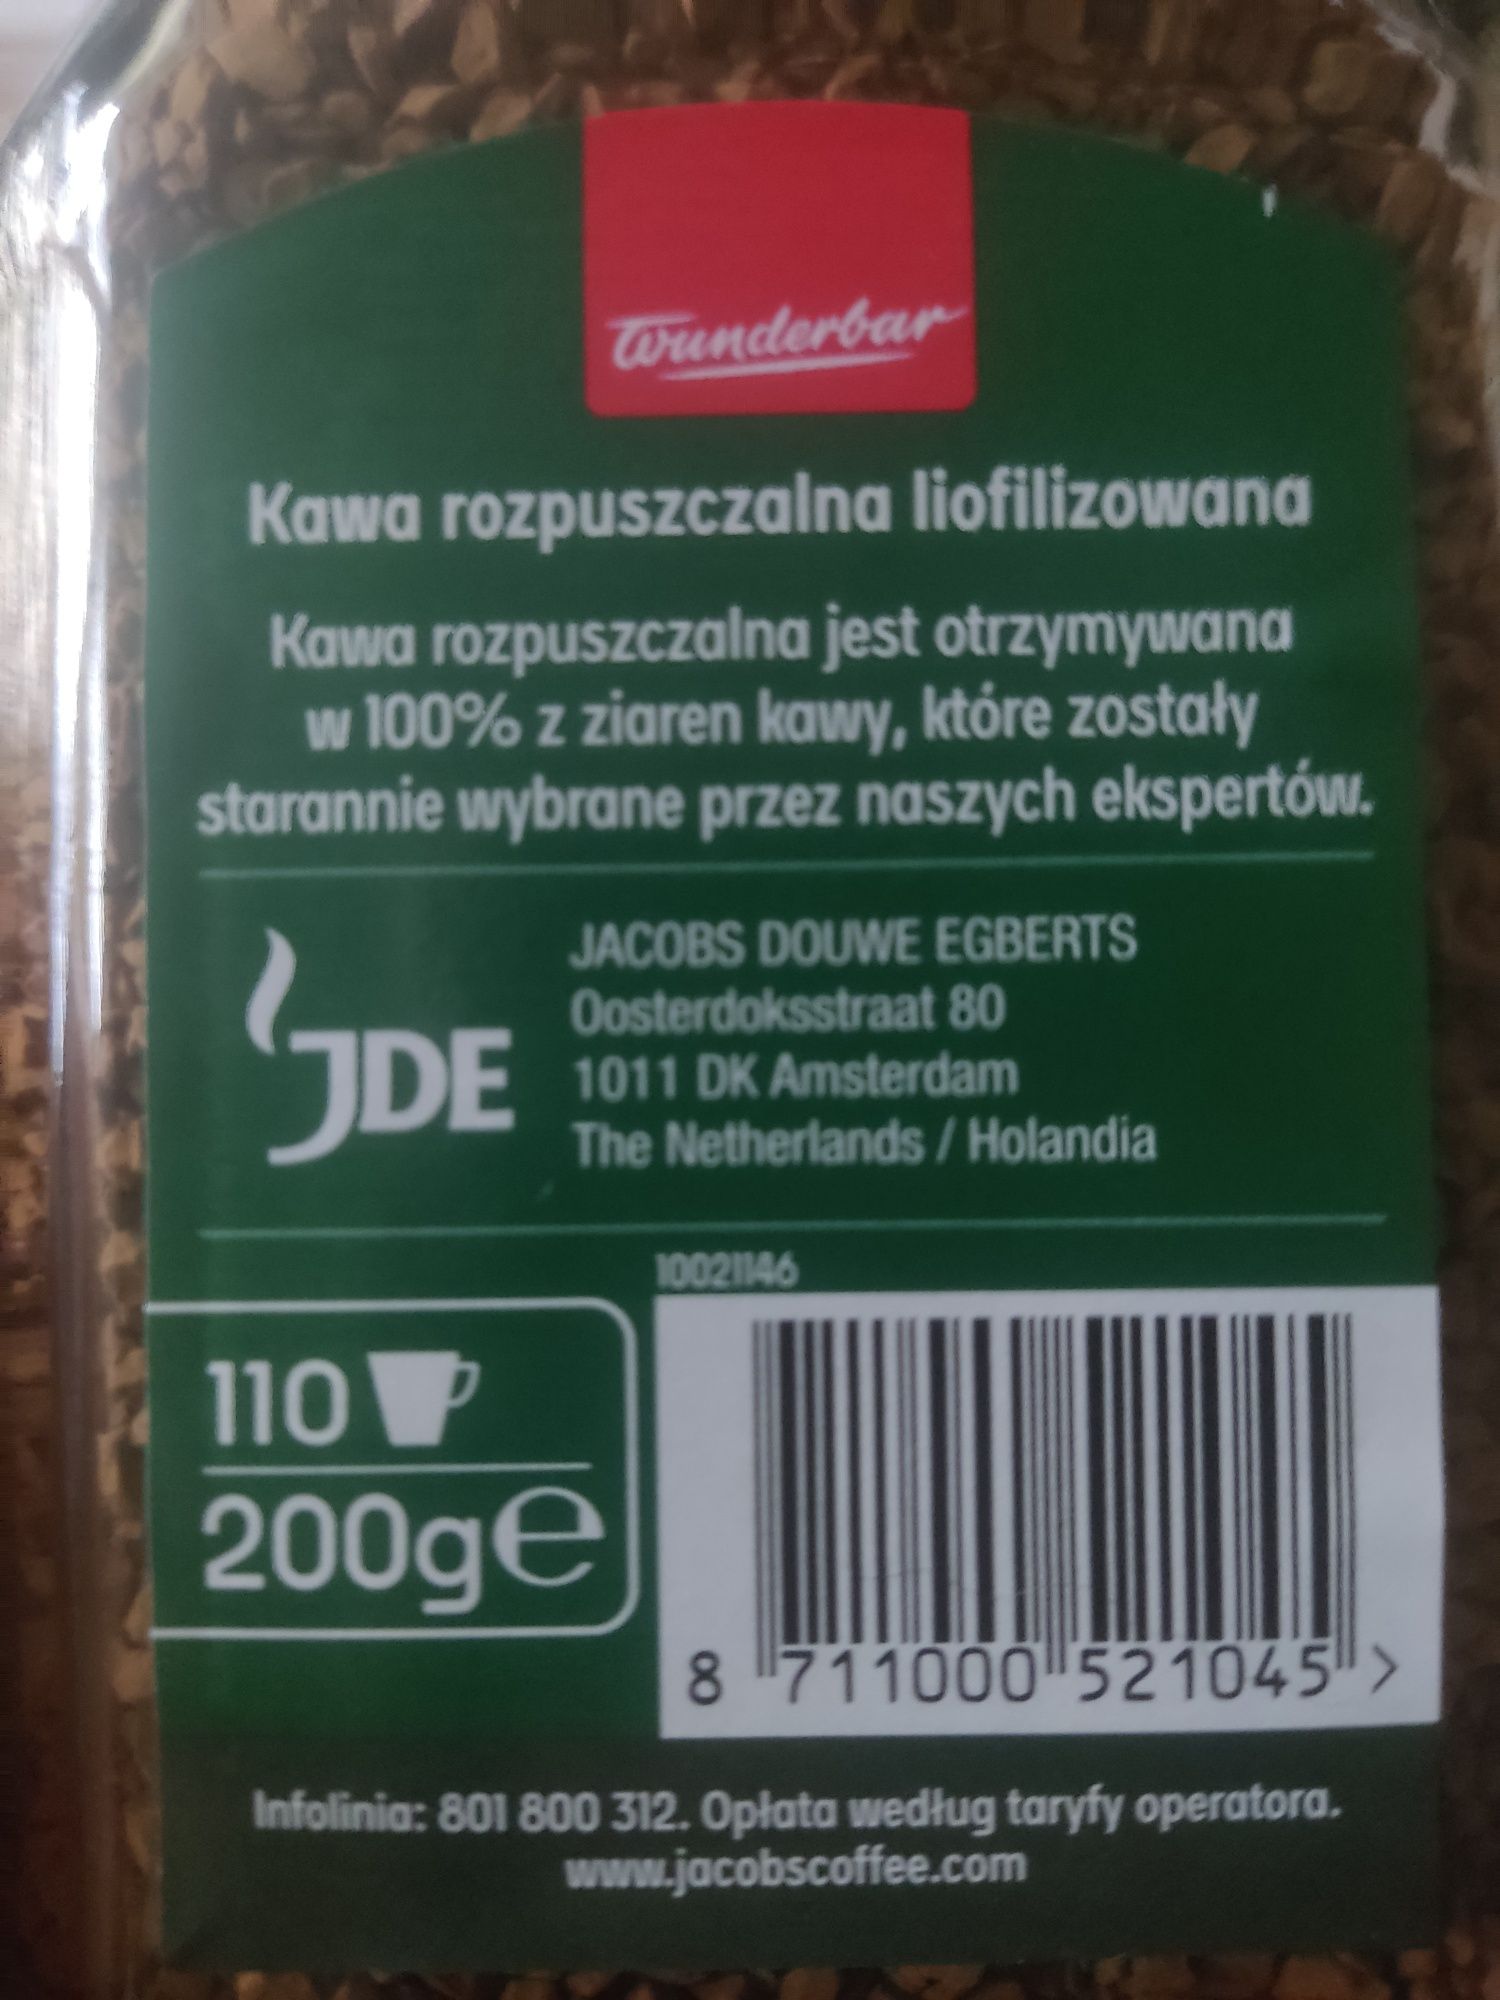 Wunderbar
Kawa rozpuszczalna liofilizowana
Kawa rozpuszczalna jest otrzymywana
w 100% z ziaren kawy, które zostały
starannie wybrane przez naszych ekspertów.
JDE
JACOBS DOUWE EGBERTS
Oosterdoksstraat 80
1011 DK Amsterdam
The Netherlands / Holandia
10021146
110
200g℮
8 711000 521045 >
Infolinia: 801 800 312. Opłata według taryfy operatora.
www.jacobscoffee.com